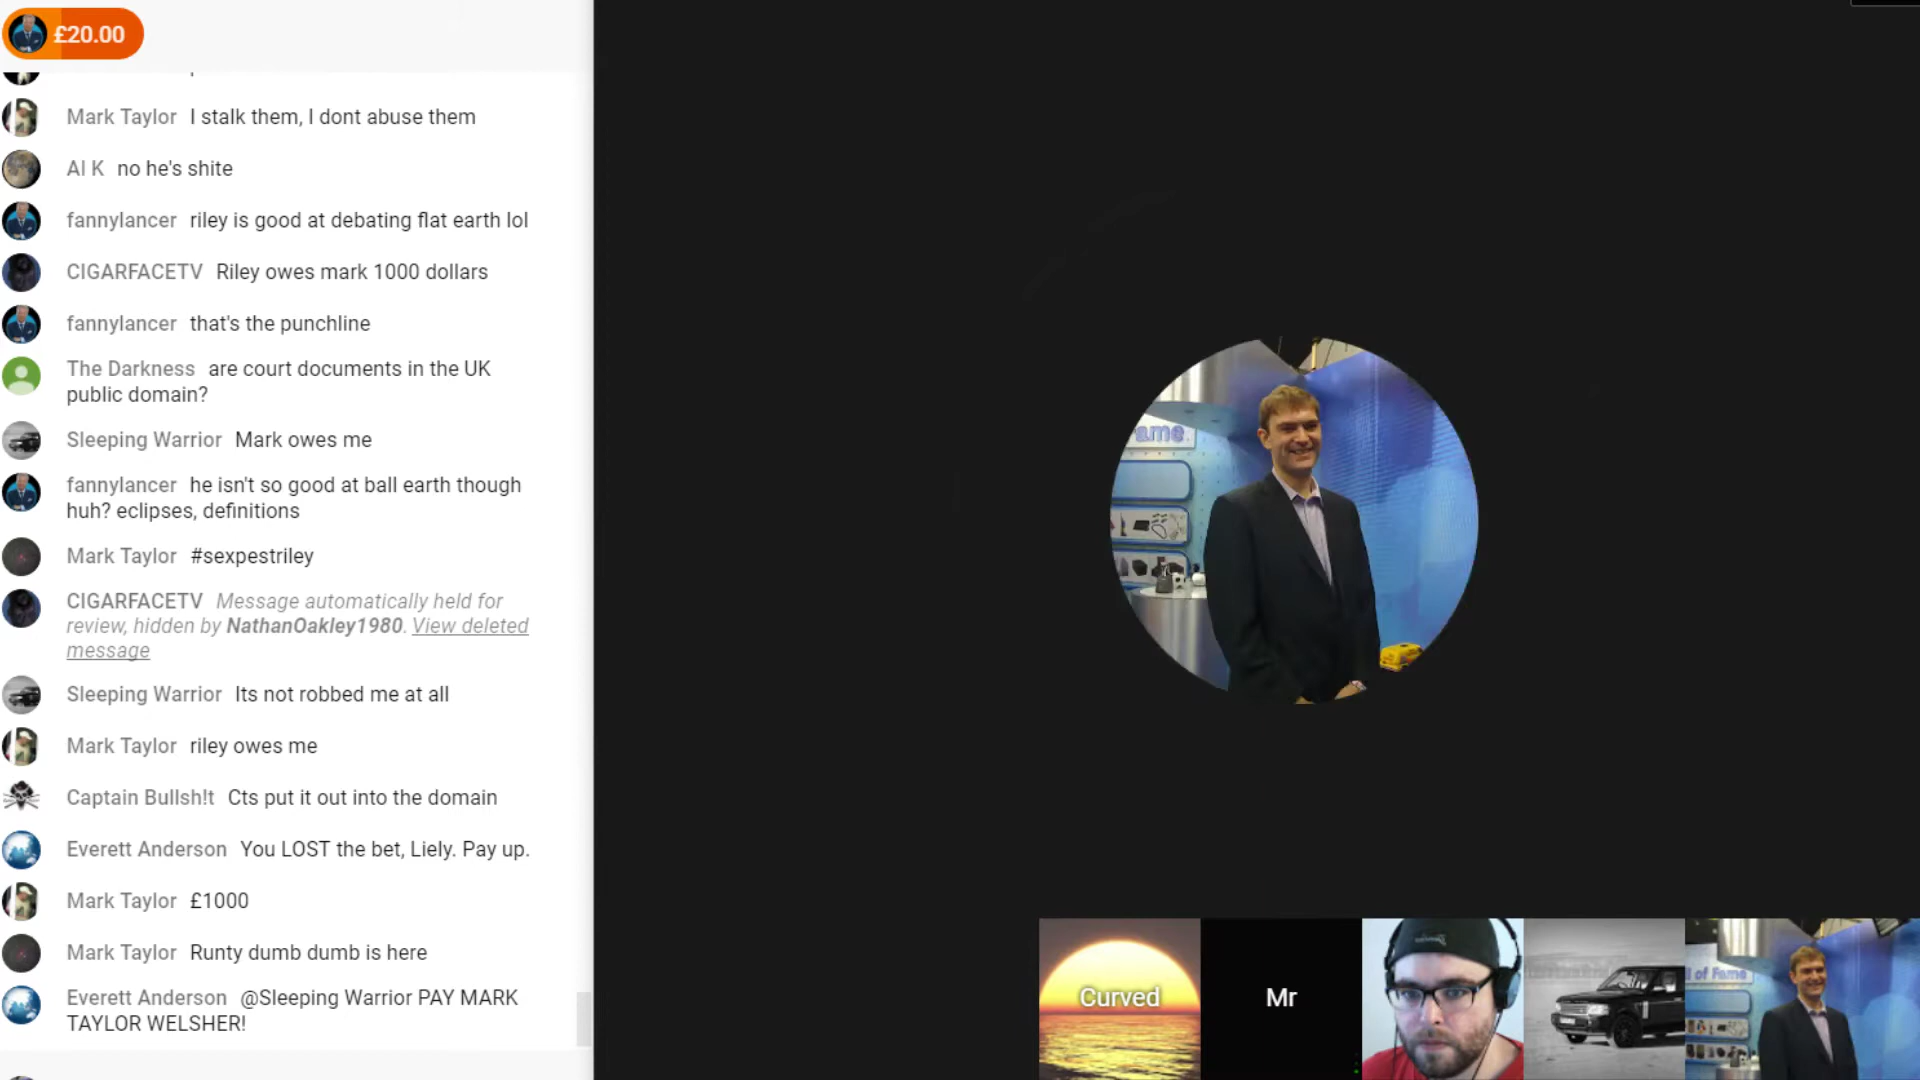 £20.00
Mark Taylor I stalk them, I dont abuse them
Al K no he's shite
fannylancer riley is good at debating flat earth lol
CIGARFACETV Riley owes mark 1000 dollars
fannylancer that's the punchline
The Darkness are court documents in the UK
public domain?
Sleeping Warrior Mark owes me
fannylancer he isn't so good at ball earth though
huh? eclipses, definitions
Mark Taylor #sexpestriley
CIGARFACETV Message automatically held for
review, hidden by NathanOakley1980. View deleted
message
Sleeping Warrior Its not robbed me at all
Mark Taylor riley owes me
Captain Bullsh!t Cts put it out into the domain
Everett Anderson You LOST the bet, Liely. Pay up.
Mark Taylor £1000
Mark Taylor Runty dumb dumb is here
Everett Anderson @Sleeping Warrior PAY MARK
TAYLOR WELSHER!
ame
Curved
Mr
l of Fame